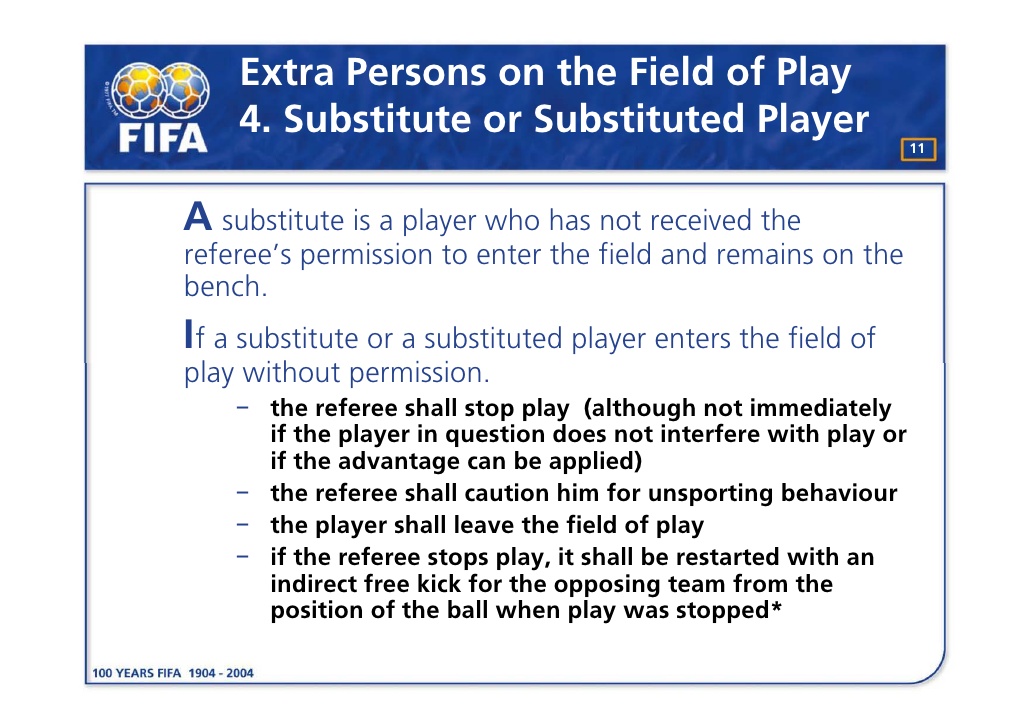 Extra Persons on the Field of Play
4. Substitute or Substituted Player
FIFA
11
A substitute is a player who has not received the
referee’s permission to enter the field and remains on the
bench.
If a substitute or a substituted player enters the field of
play without permission.
– the referee shall stop play (although not immediately
if the player in question does not interfere with play or
if the advantage can be applied)
– the referee shall caution him for unsporting behaviour
– the player shall leave the field of play
– if the referee stops play, it shall be restarted with an
indirect free kick for the opposing team from the
position of the ball when play was stopped*
100 YEARS FIFA 1904 - 2004